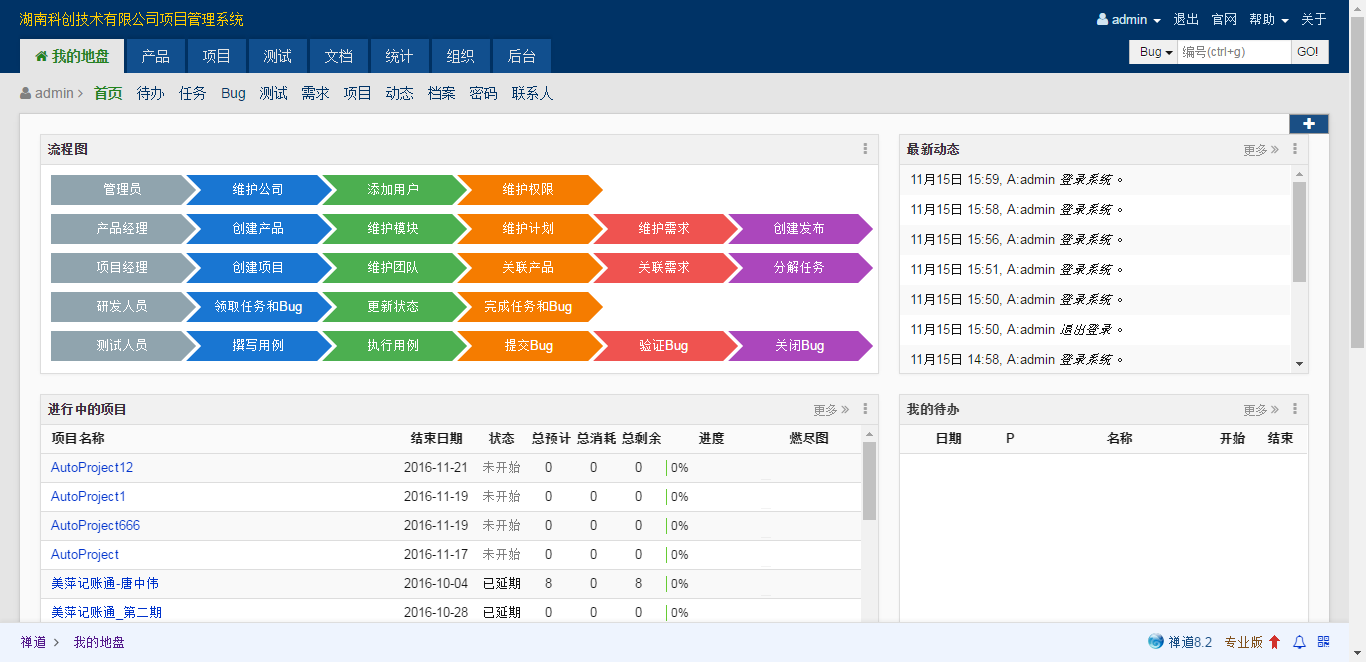 湖南科创技术有限公司项目管理系统
admin 退出 官网 帮助 关于
我的地盘 产品 项目 测试 文档 统计 组织 后台
Bug 编号(ctrl+g) GO!
admin 首页 待办 任务 Bug 测试 需求 项目 动态 档案 密码 联系人
流程图
管理员 维护公司 添加用户 维护权限
产品经理 创建产品 维护模块 维护计划 维护需求 创建发布
项目经理 创建项目 维护团队 关联产品 关联需求 分解任务
研发人员 领取任务和Bug 更新状态 完成任务和Bug
测试人员 撰写用例 执行用例 提交Bug 验证Bug 关闭Bug
最新动态 更多
11月15日 15:59, A:admin 登录系统。
11月15日 15:58, A:admin 登录系统。
11月15日 15:56, A:admin 登录系统。
11月15日 15:51, A:admin 登录系统。
11月15日 15:50, A:admin 登录系统。
11月15日 15:50, A:admin 退出登录。
11月15日 14:58, A:admin 登录系统。
进行中的项目 更多
项目名称 结束日期 状态 总预计 总消耗 总剩余 进度 燃尽图
AutoProject12 2016-11-21 未开始 0 0 0 0%
AutoProject1 2016-11-19 未开始 0 0 0 0%
AutoProject666 2016-11-19 未开始 0 0 0 0%
AutoProject 2016-11-17 未开始 0 0 0 0%
美萍记账通-唐中伟 2016-10-04 已延期 8 0 8 0%
美萍记账通_第二期 2016-10-28 已延期 0 0 0 0%
我的待办 更多
日期 P 名称 开始 结束
禅道 我的地盘
禅道8.2 专业版